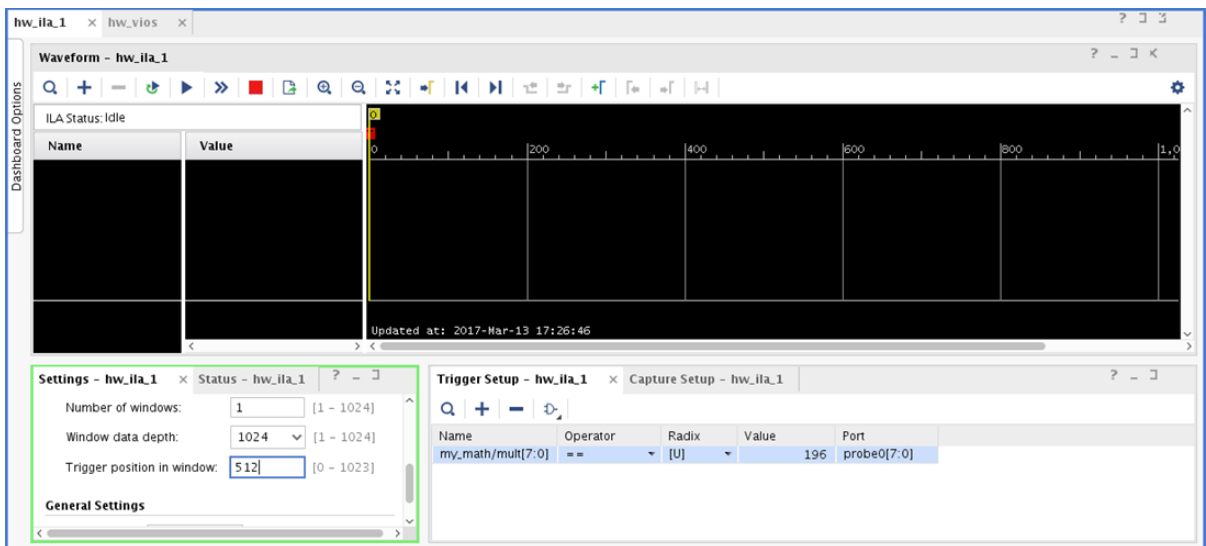 hw_ila_1 × hw_vios ×
Dashboard Options
Waveform - hw_ila_1
ILA Status: Idle
Name Value
0
0 200 400 600 800 1,0
Updated at: 2017-Mar-13 17:26:46
Settings - hw_ila_1 × Status - hw_ila_1
Number of windows: 1 [1 - 1024]
Window data depth: 1024 [1 - 1024]
Trigger position in window: 512 [0 - 1023]
General Settings
Trigger Setup - hw_ila_1 × Capture Setup - hw_ila_1
Name Operator Radix Value Port
my_math/mult[7:0] == [U] 196 probe0[7:0]